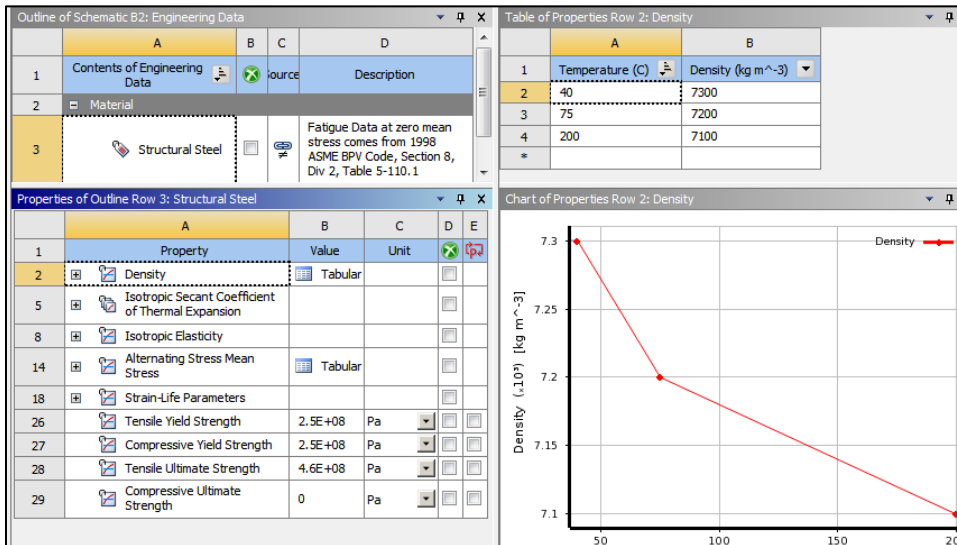 Outline of Schematic B2: Engineering Data
A B C D
1 Contents of Engineering Data Source Description
2 Material
3 Structural Steel Fatigue Data at zero mean
stress comes from 1998
ASME BPV Code, Section 8,
Div 2, Table 5-110.1
Table of Properties Row 2: Density
A B
1 Temperature (C) Density (kg m^-3)
2 40 7300
3 75 7200
4 200 7100
*
Properties of Outline Row 3: Structural Steel
A B C D E
1 Property Value Unit
2 Density Tabular
5 Isotropic Secant Coefficient
of Thermal Expansion
8 Isotropic Elasticity
14 Alternating Stress Mean
Stress Tabular
18 Strain-Life Parameters
26 Tensile Yield Strength 2.5E+08 Pa
27 Compressive Yield Strength 2.5E+08 Pa
28 Tensile Ultimate Strength 4.6E+08 Pa
29 Compressive Ultimate
Strength 0 Pa
Chart of Properties Row 2: Density
Density
Density (x10³) [kg m^-3]
7.3
7.25
7.2
7.15
7.1
50 100 150 20